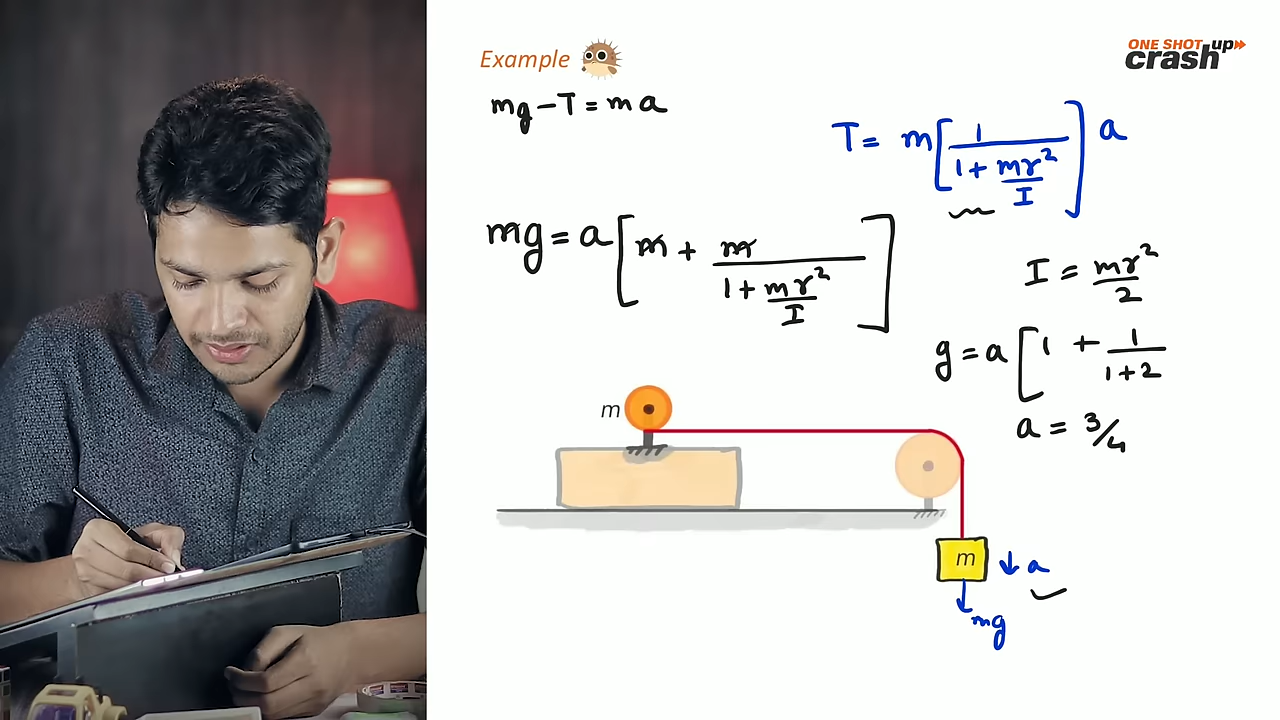 Example
ONE SHOT
crash up
mg - T = ma
T = m[1/(1 + mr²/I)] a
mg = a[m + m/(1 + mr²/I)]
I = mr²/2
g = a[1 + 1/(1+2)
a = 3/4
m
m
a
mg